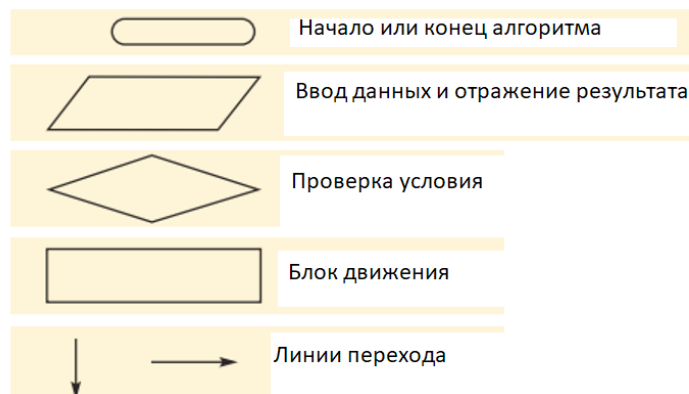 Начало или конец алгоритма
Ввод данных и отражение результата
Проверка условия
Блок движения
Линии перехода